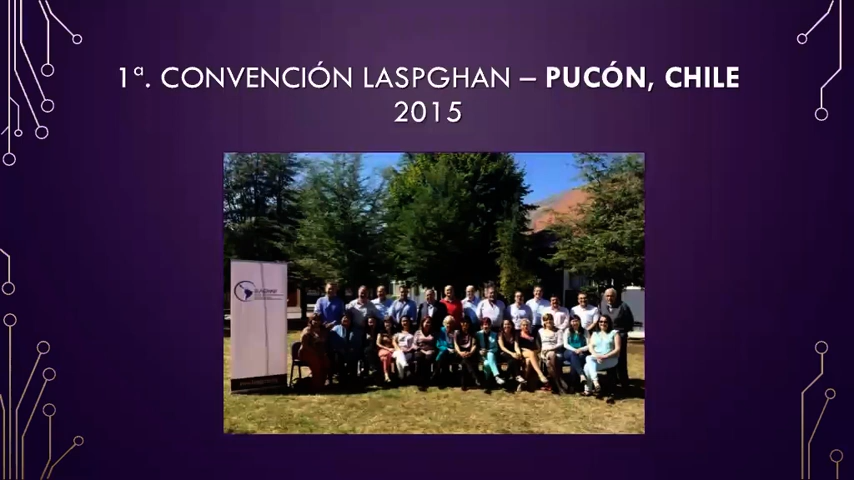 1ª. CONVENCIÓN LASPGHAN – PUCÓN, CHILE
2015